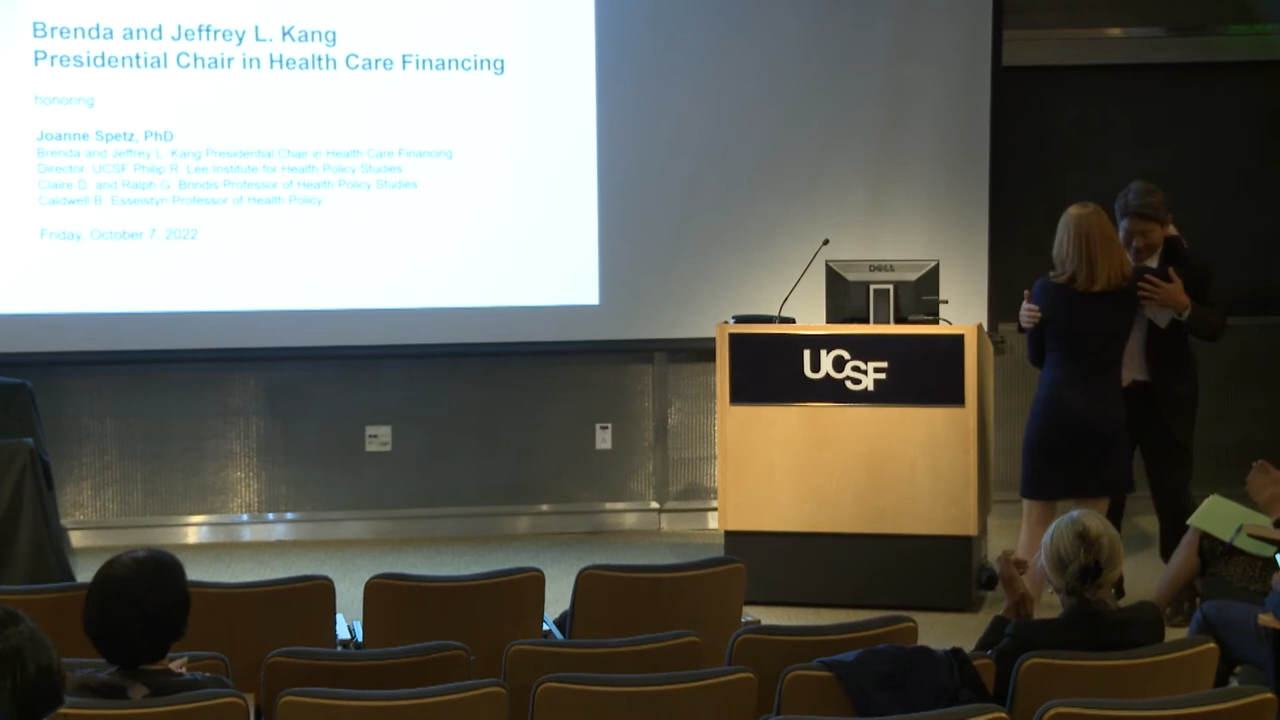 Brenda and Jeffrey L. Kang
Presidential Chair in Health Care Financing
honoring
Joanne Spetz, PhD
Brenda and Jeffrey L. Kang Presidential Chair in Health Care Financing
Director, UCSF Philip R. Lee Institute for Health Policy Studies
Claire D. and Ralph G. Brindis Professor of Health Policy Studies
Caldwell B. Esselstyn Professor of Health Policy
Friday, October 7, 2022
DELL
UCSF